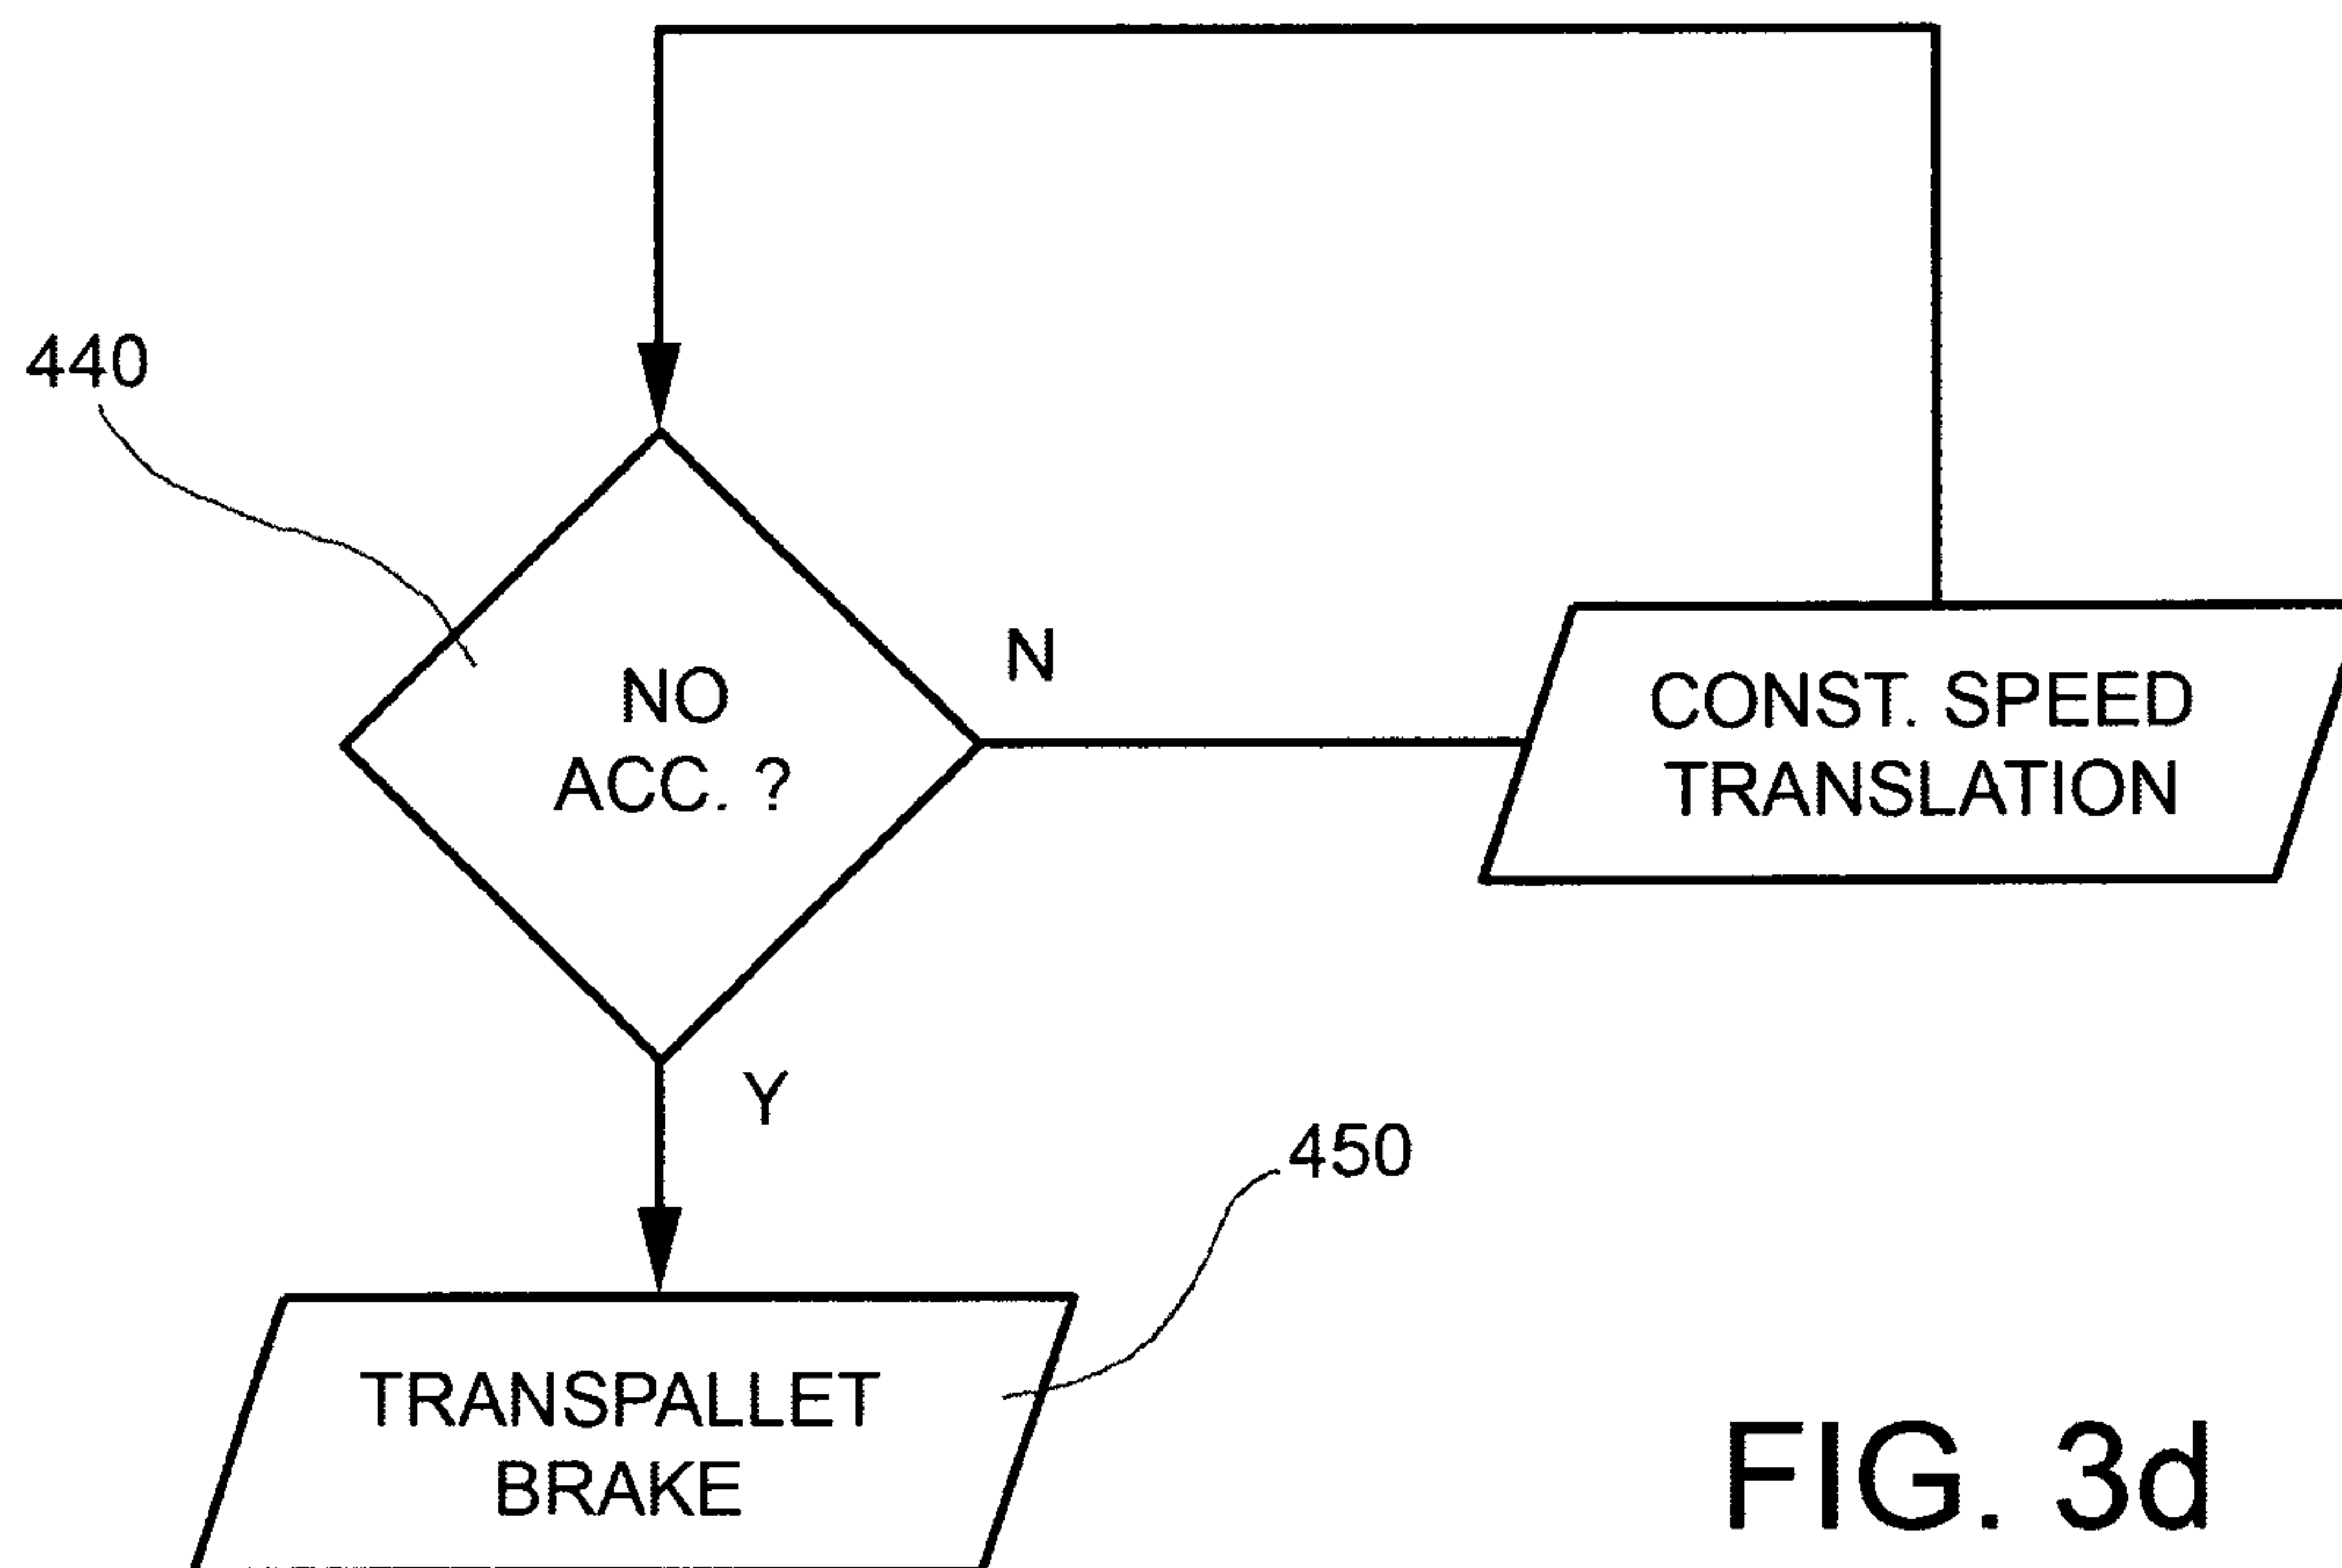 440
NO
ACC. ?
N
CONST. SPEED
TRANSLATION
Y
450
TRANSPALLET
BRAKE
FIG. 3d